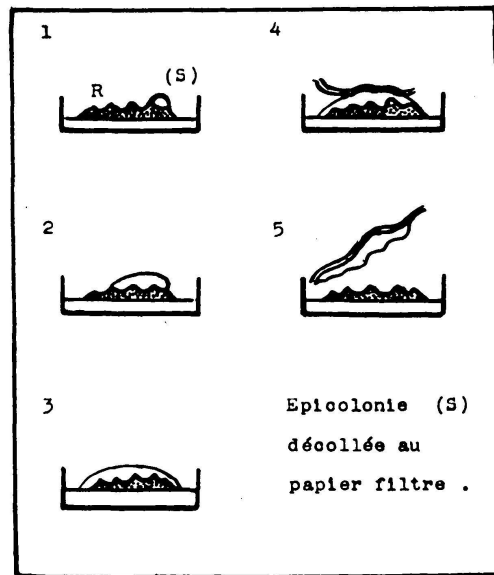 1
R (S)
2
3
4
5
Epicolonie (S)
décollée au
papier filtre .